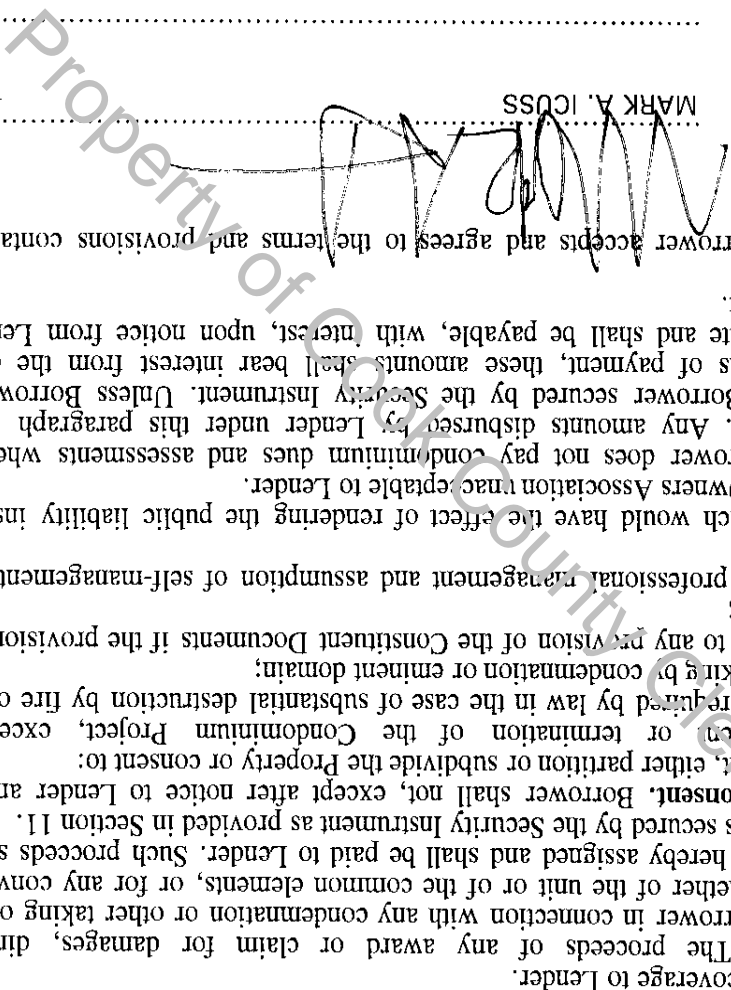 coverage to Lender.
The proceeds of any award or claim for damages, dir
rrower in connection with any condemnation or other taking o
ether of the unit or of the common elements, or for any conv
hereby assigned and shall be paid to Lender. Such proceeds s
s secured by the Security Instrument as provided in Section 11.
onsent. Borrower shall not, except after notice to Lender an
t, either partition or subdivide the Property or consent to:
ent or termination of the Condominium Project, exce
required by law in the case of substantial destruction by fire o
king by condemnation or eminent domain;
to any provision of the Constituent Documents if the provision
;
professional management and assumption of self-management
ch would have the effect of rendering the public liability ins
wners Association unacceptable to Lender.
rower does not pay condominium dues and assessments whe
. Any amounts disbursed by Lender under this paragraph
Borrower secured by the Security Instrument. Unless Borrow
s of payment, these amounts shall bear interest from the
te and shall be payable, with interest, upon notice from Len
rrower accepts and agrees to the terms and provisions conta
MARK A. ICUSS
Property of Cook County Cle